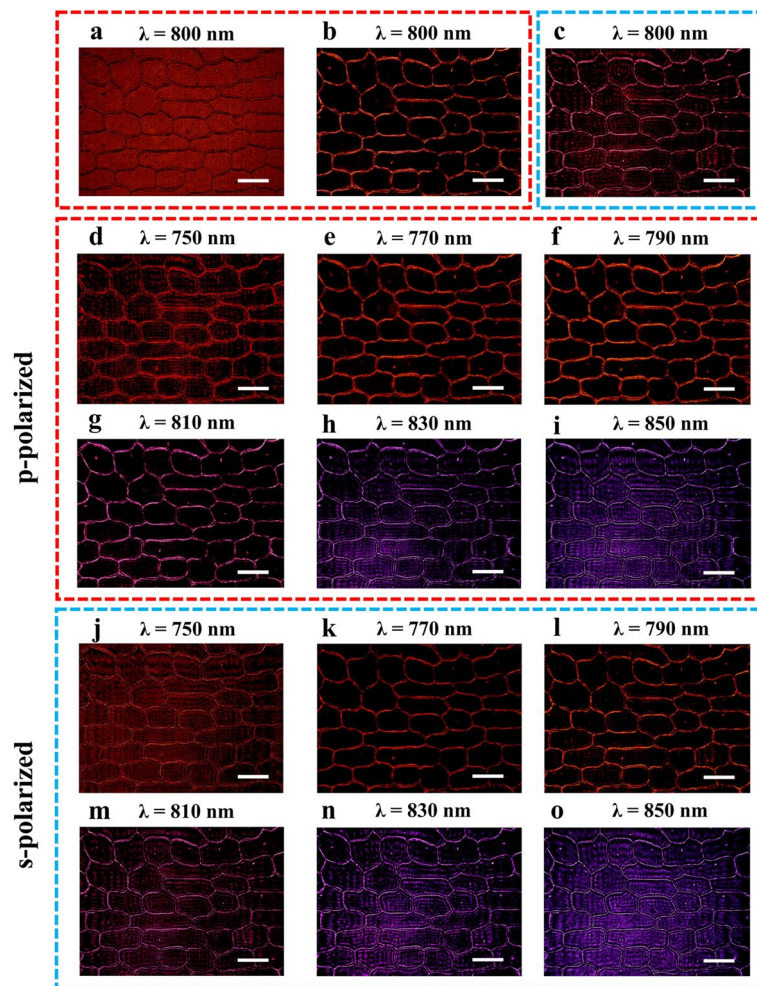 a λ = 800 nm
b λ = 800 nm
c λ = 800 nm
d λ = 750 nm
e λ = 770 nm
f λ = 790 nm
g λ = 810 nm
h λ = 830 nm
i λ = 850 nm
p-polarized
j λ = 750 nm
k λ = 770 nm
l λ = 790 nm
m λ = 810 nm
n λ = 830 nm
o λ = 850 nm
s-polarized